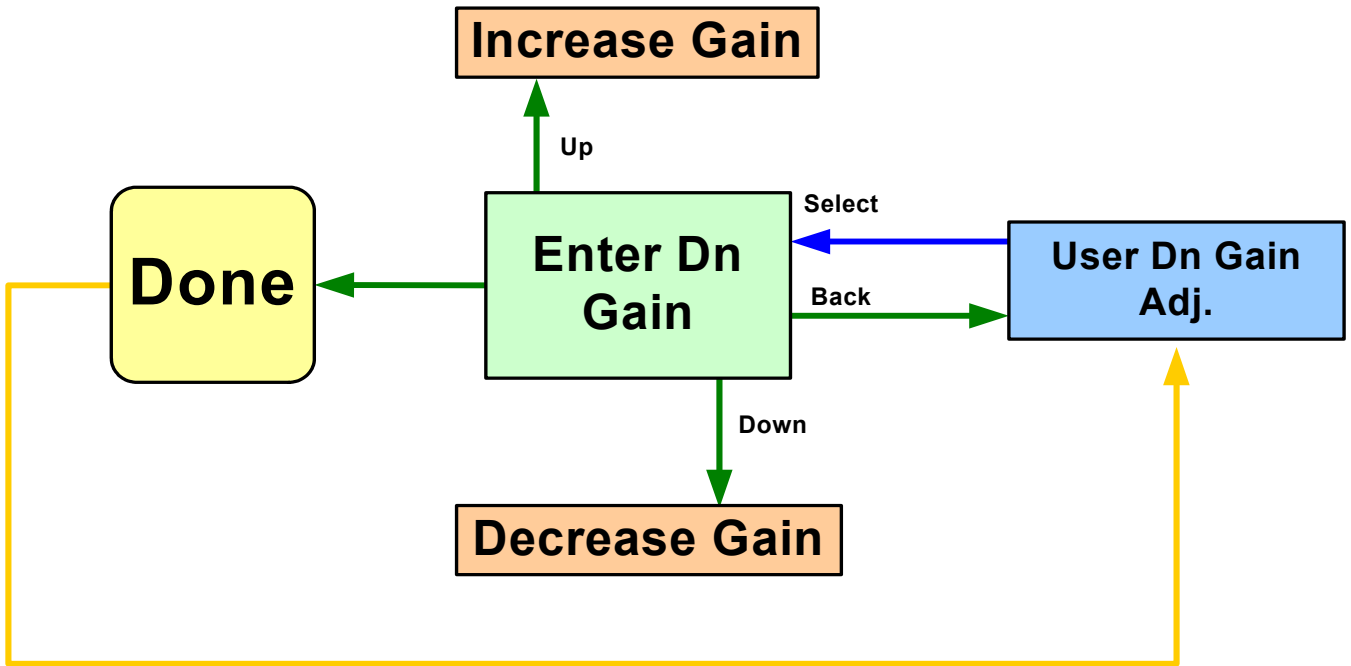 Increase Gain
Up
Select
Done
Enter Dn
Gain
User Dn Gain
Adj.
Back
Down
Decrease Gain